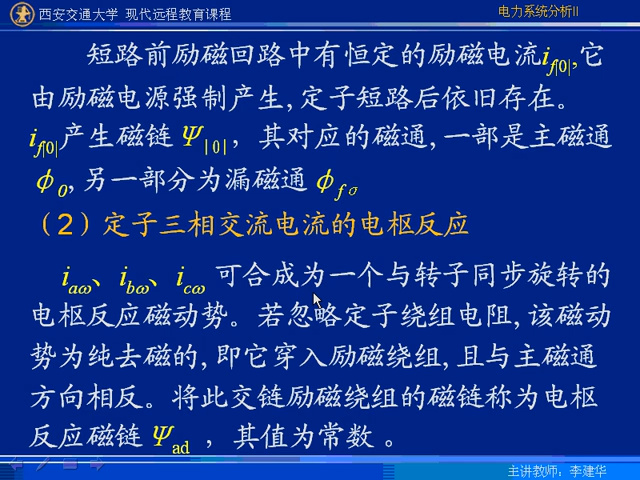 西安交通大学 现代远程教育课程
电力系统分析II
短路前励磁回路中有恒定的励磁电流if|0|,它
由励磁电源强制产生,定子短路后依旧存在。
if|0|产生磁链 Ψ|0|，其对应的磁通,一部是主磁通
ϕ0,另一部分为漏磁通 ϕfσ
（2）定子三相交流电流的电枢反应
iaω、ibω、icω 可合成为一个与转子同步旋转的
电枢反应磁动势。若忽略定子绕组电阻,该磁动
势为纯去磁的,即它穿入励磁绕组,且与主磁通
方向相反。将此交链励磁绕组的磁链称为电枢
反应磁链 Ψad ，其值为常数 。
主讲教师：李建华